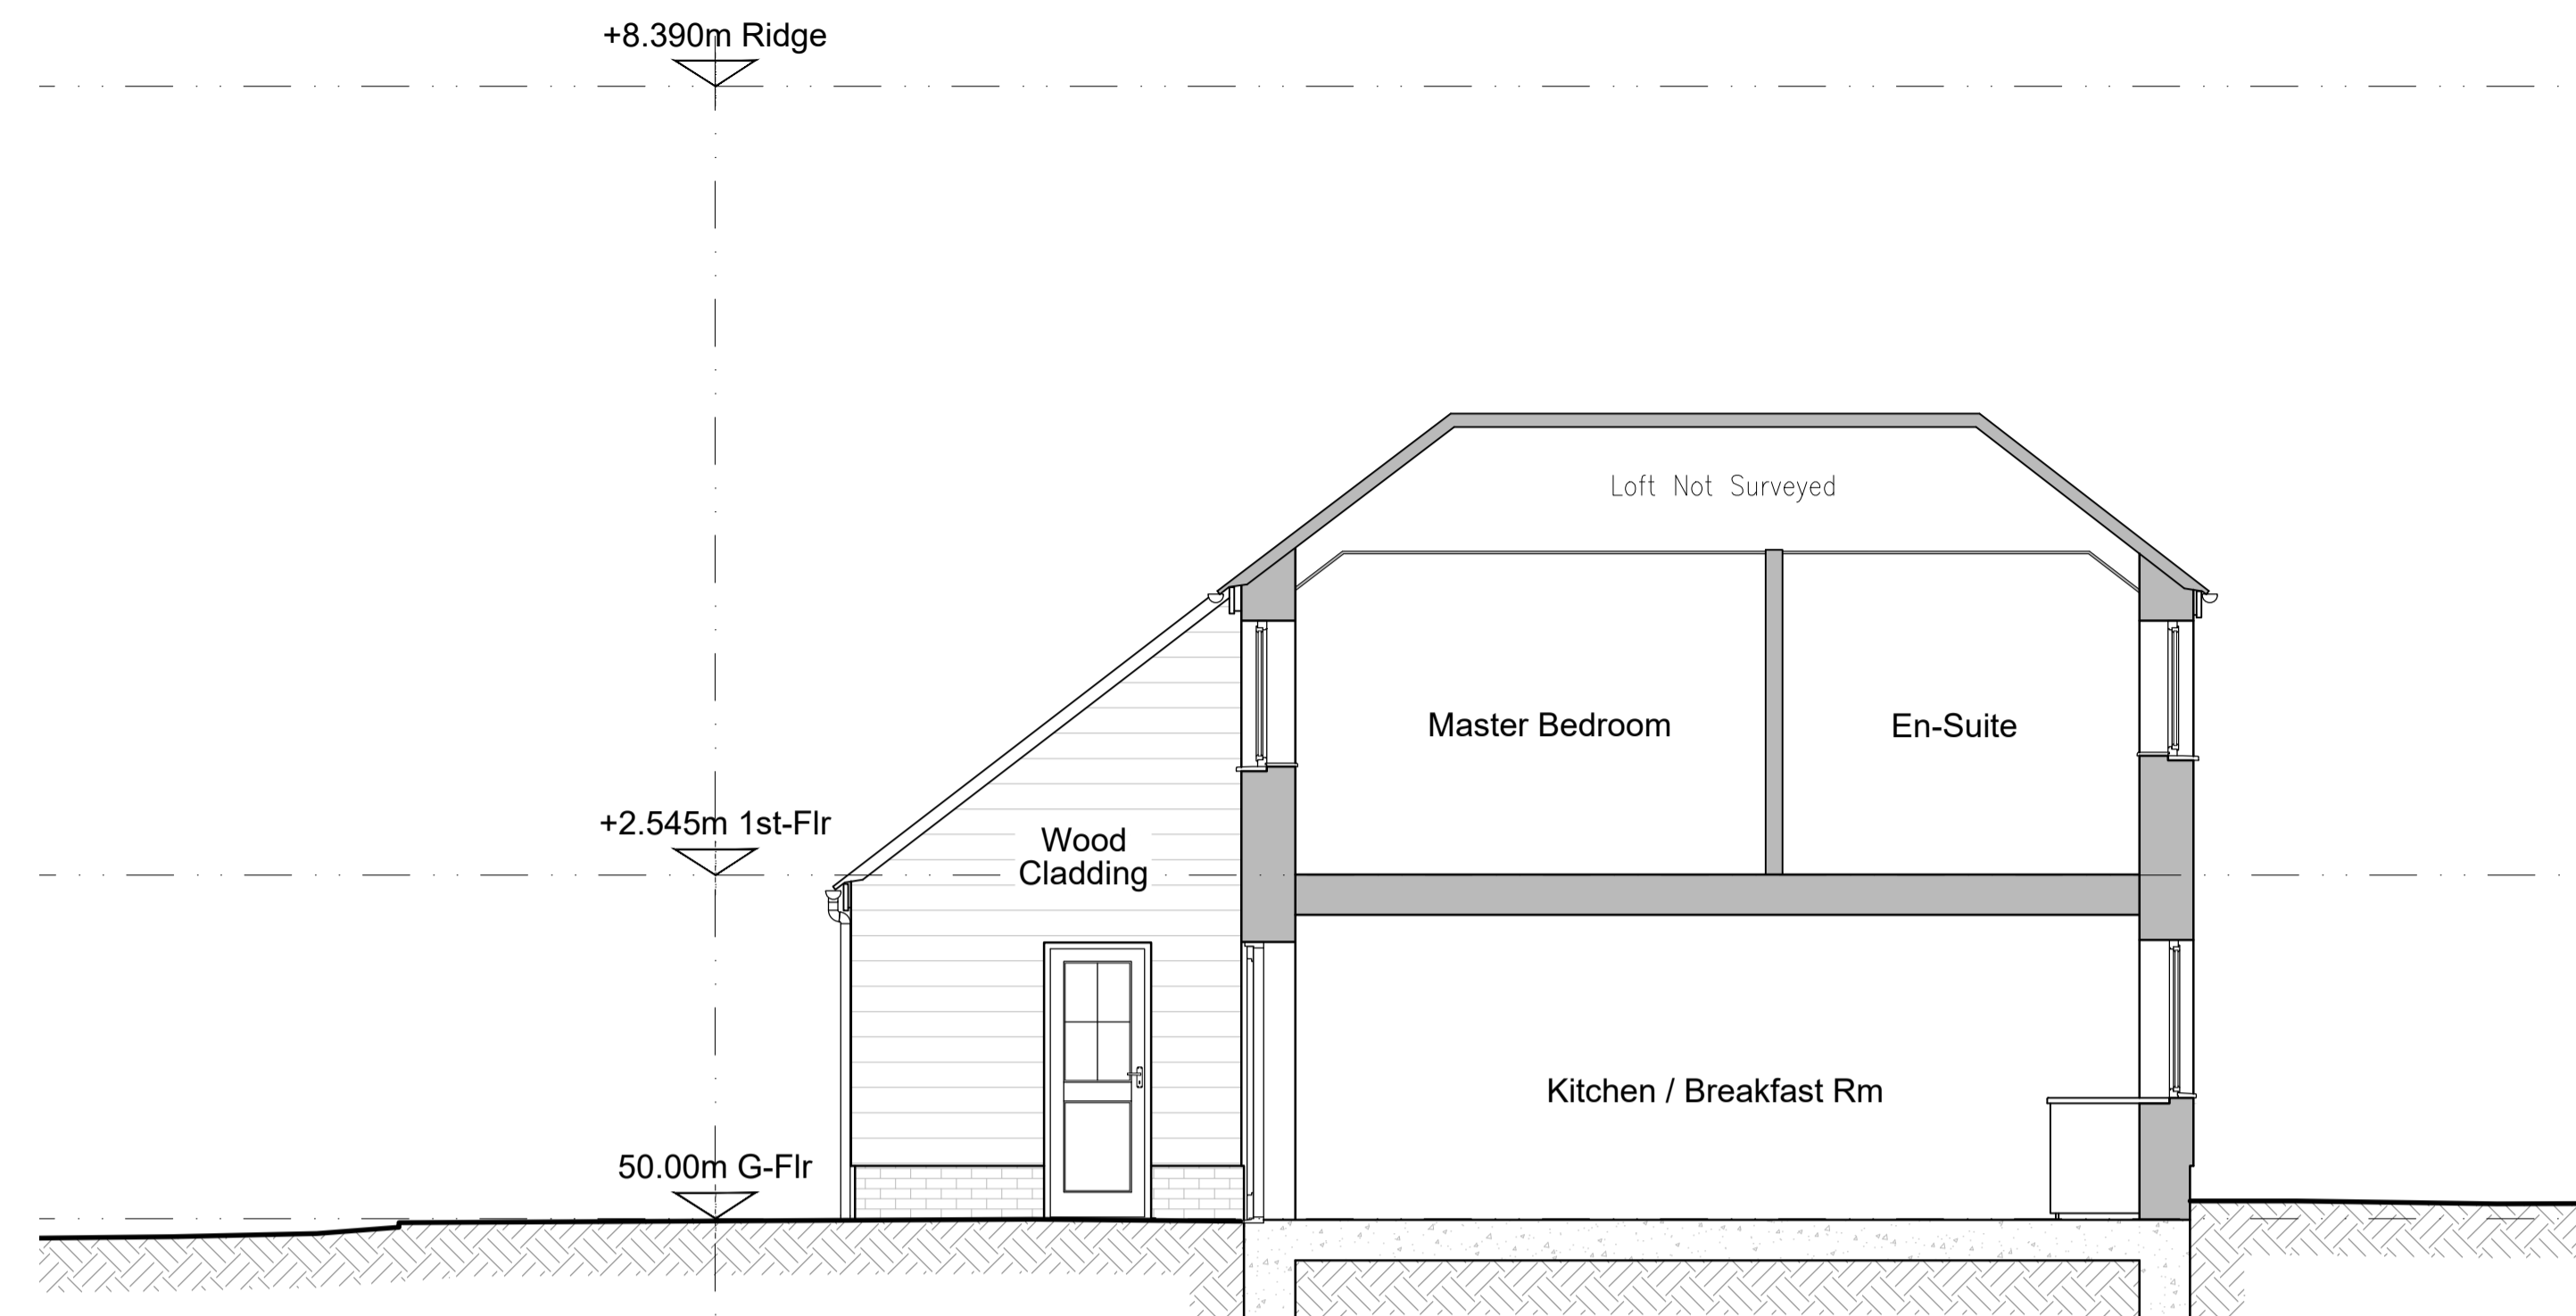 +8.390m Ridge
Loft Not Surveyed
Master Bedroom
En-Suite
+2.545m 1st-Flr
Wood
Cladding
Kitchen / Breakfast Rm
50.00m G-Flr